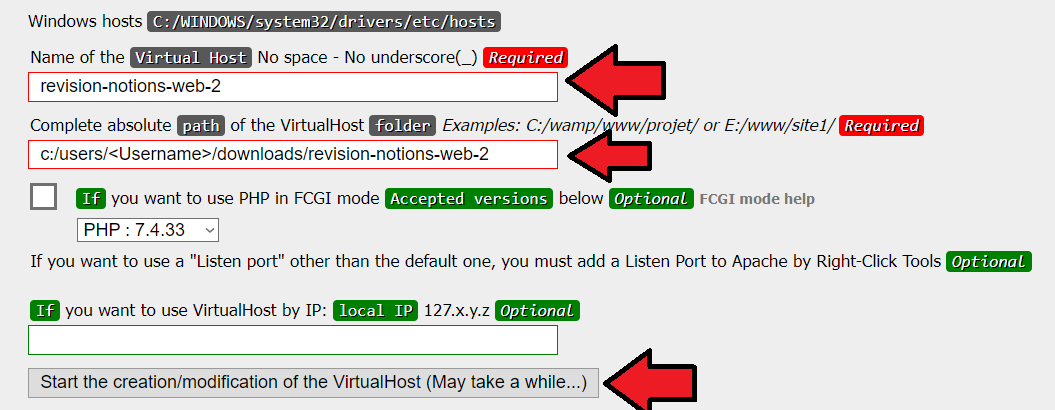 Windows hosts C:/WINDOWS/system32/drivers/etc/hosts
Name of the Virtual Host No space - No underscore(_) Required
revision-notions-web-2
Complete absolute path of the VirtualHost folder Examples: C:/wamp/www/projet/ or E:/www/site1/ Required
c:/users/<Username>/downloads/revision-notions-web-2
If you want to use PHP in FCGI mode Accepted versions below Optional FCGI mode help
PHP : 7.4.33
If you want to use a "Listen port" other than the default one, you must add a Listen Port to Apache by Right-Click Tools Optional
If you want to use VirtualHost by IP: local IP 127.x.y.z Optional
Start the creation/modification of the VirtualHost (May take a while...)